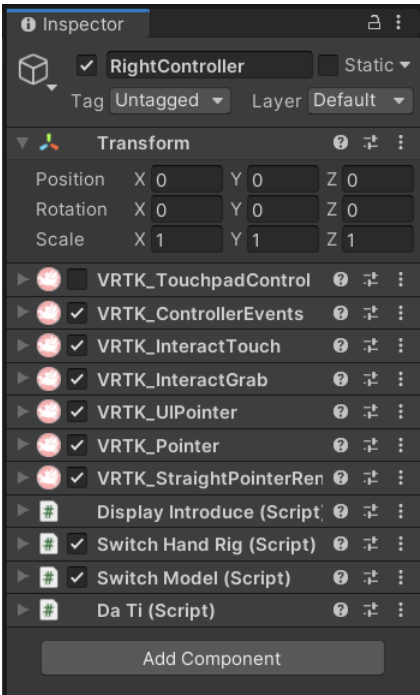 Inspector
RightController Static
Tag Untagged Layer Default
Transform
Position X 0 Y 0 Z 0
Rotation X 0 Y 0 Z 0
Scale X 1 Y 1 Z 1
VRTK_TouchpadControl
VRTK_ControllerEvents
VRTK_InteractTouch
VRTK_InteractGrab
VRTK_UIPointer
VRTK_Pointer
VRTK_StraightPointerRen
Display Introduce (Script)
# Switch Hand Rig (Script)
# Switch Model (Script)
# Da Ti (Script)
Add Component